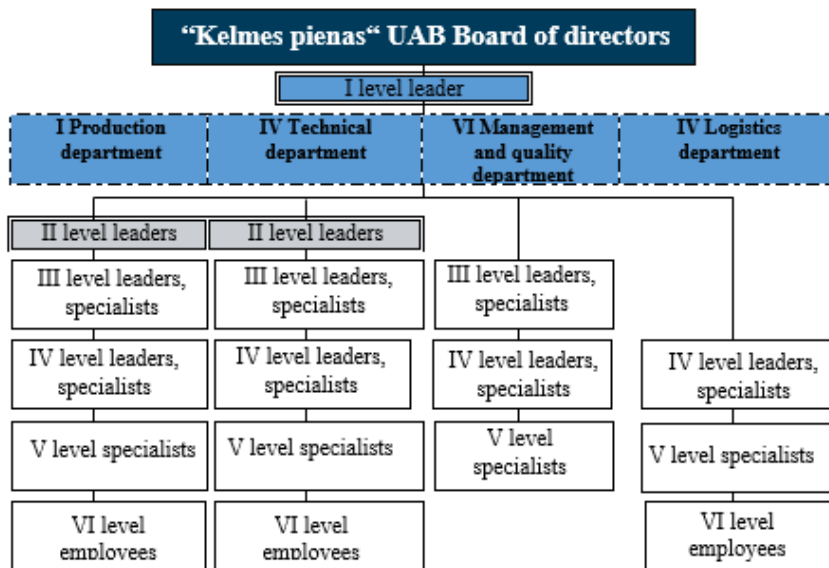 “Kelmes pienas“ UAB Board of directors
I level leader
I Production
department
IV Technical
department
VI Management
and quality
department
IV Logistics
department
II level leaders
II level leaders
III level leaders,
specialists
III level leaders,
specialists
III level leaders,
specialists
IV level leaders,
specialists
IV level leaders,
specialists
IV level leaders,
specialists
IV level leaders,
specialists
V level specialists
V level specialists
V level
specialists
V level specialists
VI level
employees
VI level
employees
VI level
employees